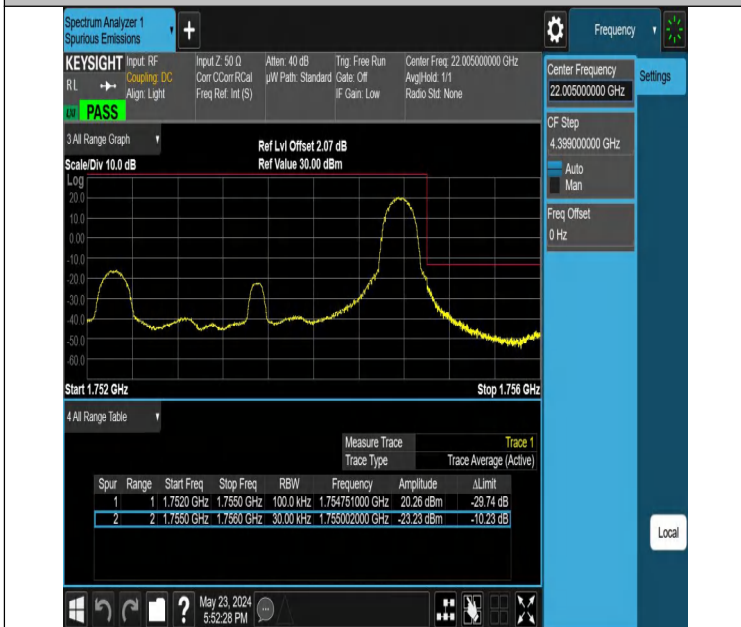 Spectrum Analyzer 1
Spurious Emissions
+
Frequency
KEYSIGHT
RL
PASS
Input: RF
Coupling: DC
Align: Light
Input Z: 50 Ω
Corr CCorr RCal
Freq Ref: Int (S)
Atten: 40 dB
µW Path: Standard
Trig: Free Run
Gate: Off
IF Gain: Low
Center Freq: 22.005000000 GHz
Avg|Hold: 1/1
Radio Std: None
Center Frequency
22.005000000 GHz
Settings
CF Step
4.399000000 GHz
Auto
Man
Freq Offset
0 Hz
3 All Range Graph
Scale/Div 10.0 dB
Ref Lvl Offset 2.07 dB
Ref Value 30.00 dBm
Log
20.0
10.0
0.00
-10.0
-20.0
-30.0
-40.0
-50.0
-60.0
Start 1.752 GHz
Stop 1.756 GHz
4 All Range Table
Measure Trace Trace 1
Trace Type Trace Average (Active)
Spur Range Start Freq Stop Freq RBW Frequency Amplitude ΔLimit
1 1 1.7520 GHz 1.7550 GHz 100.0 kHz 1.754751000 GHz 20.26 dBm -29.74 dB
2 2 1.7550 GHz 1.7560 GHz 30.00 kHz 1.755002000 GHz -23.23 dBm -10.23 dB
Local
?
May 23, 2024
5:52:28 PM